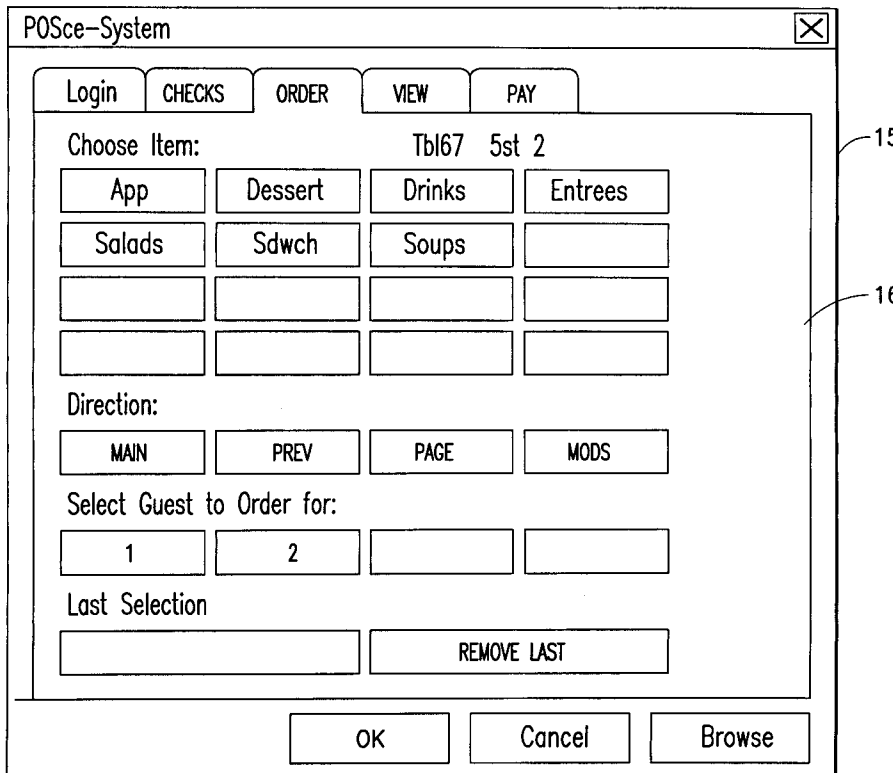 POSce-System
Login CHECKS ORDER VIEW PAY
Choose Item: Tbl67 5st 2
App Dessert Drinks Entrees
Salads Sdwch Soups
Direction:
MAIN PREV PAGE MODS
Select Guest to Order for:
1 2
Last Selection
REMOVE LAST
OK Cancel Browse
15
16